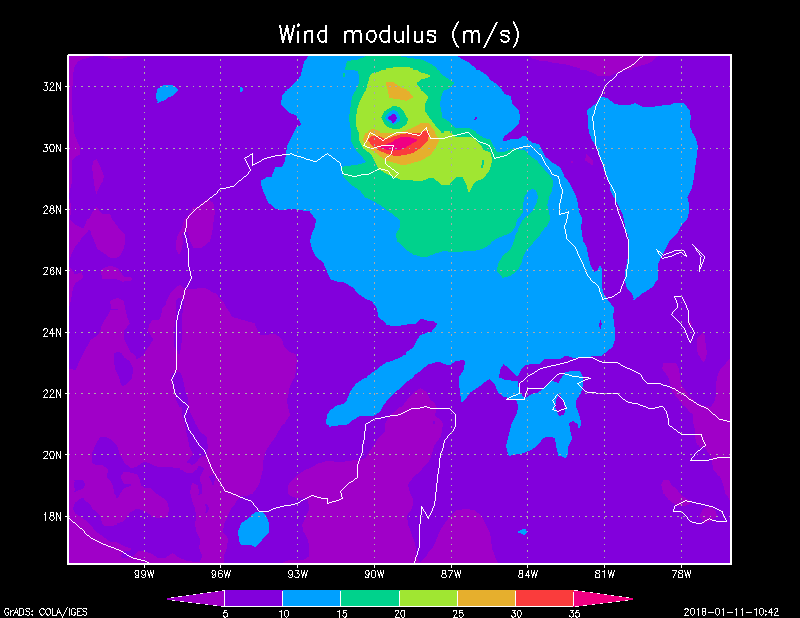 Wind modulus (m/s)
32N
30N
28N
26N
24N
22N
20N
18N
99W 96W 93W 90W 87W 84W 81W 78W
5 10 15 20 25 30 35
GrADS: COLA/IGES 2018-01-11-10:42